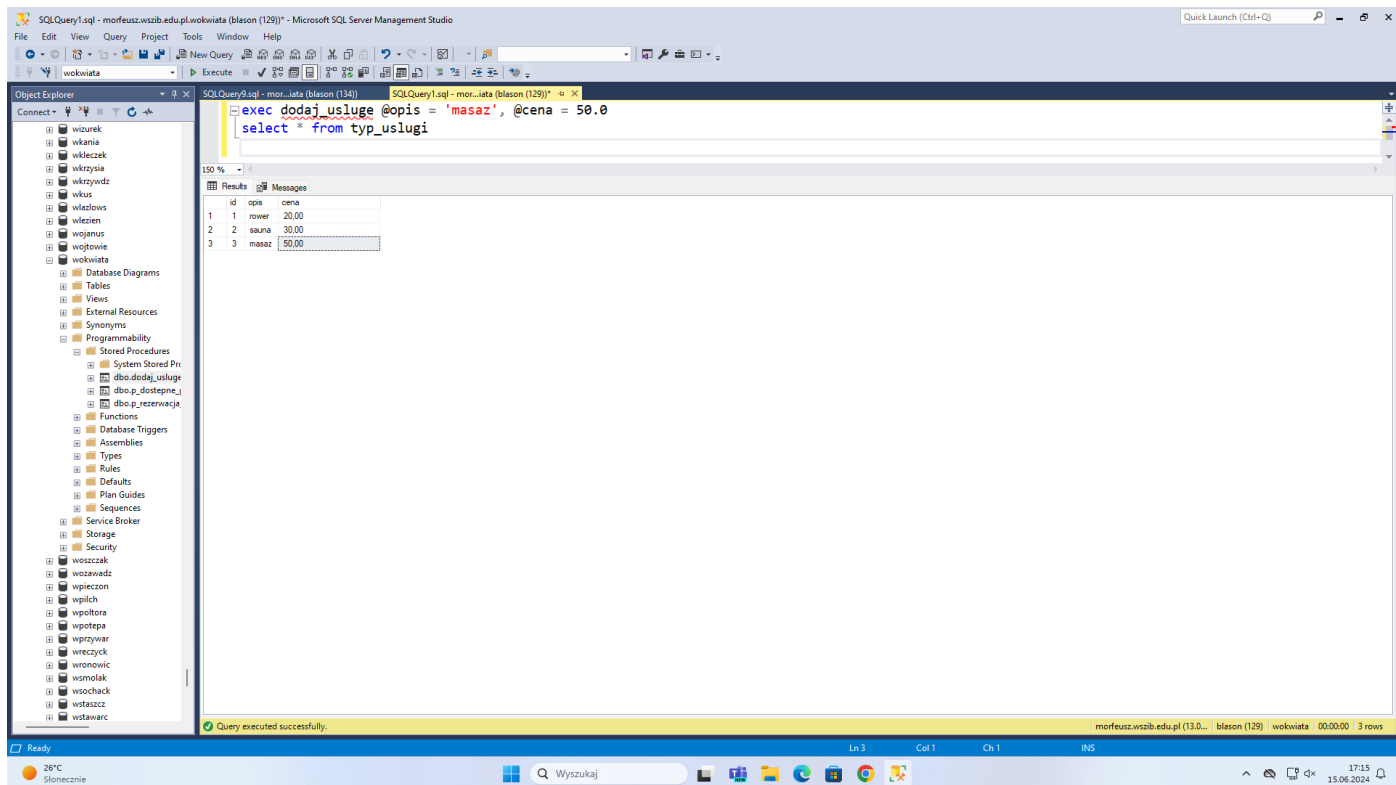 SQLQuery1.sql - morfeusz.wszib.edu.pl.wokwiata (blason (129))* - Microsoft SQL Server Management Studio
Quick Launch (Ctrl+Q)
File Edit View Query Project Tools Window Help
New Query
wokwiata
Execute
Object Explorer
SQLQuery9.sql - mor...iata (blason (134))
SQLQuery1.sql - mor...iata (blason (129))*
Connect
exec dodaj_usluge @opis = 'masaz', @cena = 50.0
select * from typ_uslugi
150 %
Results Messages
id opis cena
1 1 rower 20,00
2 2 sauna 30,00
3 3 masaz 50,00
wizurek
wkania
wkleczek
wkrzysia
wkrzywdz
wkus
wlazlows
wlezien
wojanus
wojtowie
wokwiata
Database Diagrams
Tables
Views
External Resources
Synonyms
Programmability
Stored Procedures
System Stored Pro
dbo.dodaj_usluge
dbo.p_dostepne_p
dbo.p_rezerwacja_
Functions
Database Triggers
Assemblies
Types
Rules
Defaults
Plan Guides
Sequences
Service Broker
Storage
Security
woszczak
wozawadz
wpieczon
wpilch
wpoltora
wpotepa
wprzywar
wreczyck
wronowic
wsmolak
wsochack
wstaszcz
wstawarc
Query executed successfully.
morfeusz.wszib.edu.pl (13.0... blason (129) wokwiata 00:00:00 3 rows
Ready
Ln 3 Col 1 Ch 1 INS
26°C
Słonecznie
Wyszukaj
NEW
17:15
15.06.2024